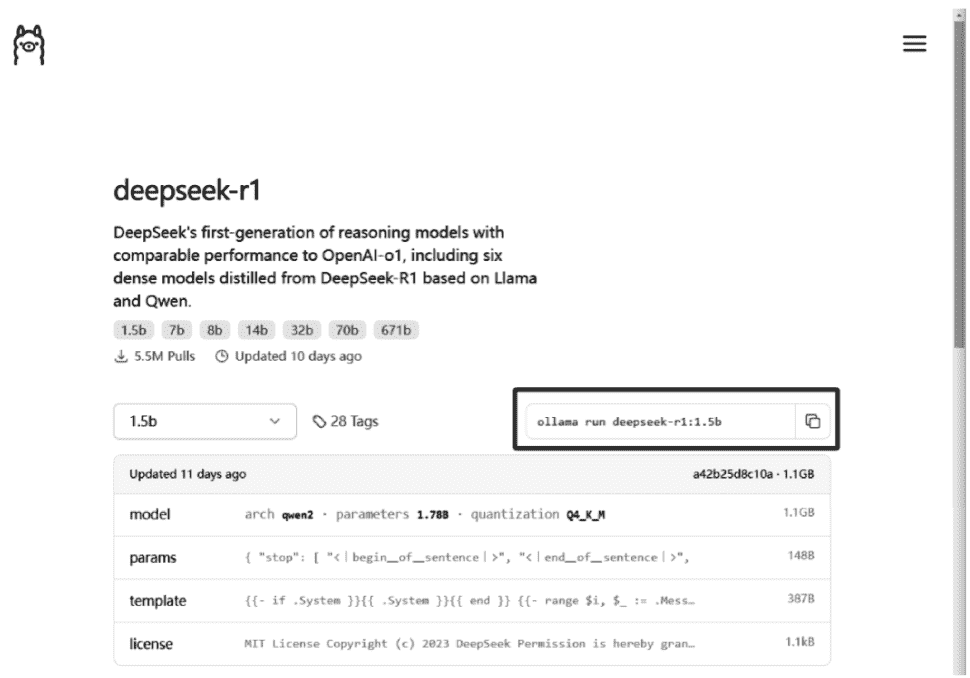 deepseek-r1
DeepSeek's first-generation of reasoning models with
comparable performance to OpenAI-o1, including six
dense models distilled from DeepSeek-R1 based on Llama
and Qwen.
1.5b 7b 8b 14b 32b 70b 671b
5.5M Pulls Updated 10 days ago
1.5b 28 Tags ollama run deepseek-r1:1.5b
Updated 11 days ago a42b25d8c10a · 1.1GB
model arch qwen2 · parameters 1.78B · quantization Q4_K_M 1.1GB
params { "stop": [ "<|begin__of__sentence|>", "<|end__of__sentence|>", 148B
template {{- if .System }}{{ .System }}{{ end }} {{- range $i, $_ := .Mess… 387B
license MIT License Copyright (c) 2023 DeepSeek Permission is hereby gran… 1.1kB